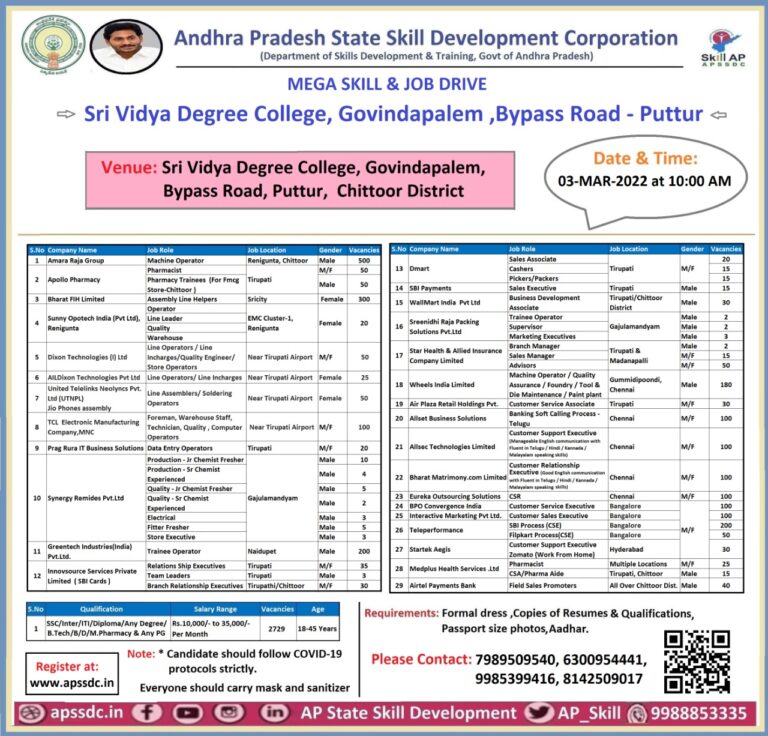 Andhra Pradesh State Skill Development Corporation
(Department of Skills Development & Training, Govt of Andhra Pradesh)
Skill AP
APSSDC
MEGA SKILL & JOB DRIVE
Sri Vidya Degree College, Govindapalem ,Bypass Road - Puttur
Venue: Sri Vidya Degree College, Govindapalem,
Bypass Road, Puttur, Chittoor District
Date & Time:
03-MAR-2022 at 10:00 AM
S.No Company Name Job Role Job Location Gender Vacancies
1 Amara Raja Group Machine Operator Renigunta, Chittoor Male 500
2 Apollo Pharmacy Pharmacist Tirupati M/F 50
Pharmacy Trainees (For Fmcg Store-Chittoor ) Male 50
3 Bharat FIH Limited Assembly Line Helpers Sricity Female 300
4 Sunny Opotech India (Pvt Ltd), Renigunta Operator
Line Leader
Quality
Warehouse
EMC Cluster-1, Renigunta Female 20
5 Dixon Technologies (I) Ltd Line Operators / Line Incharges/Quality Engineer/ Store Operators Near Tirupati Airport M/F 50
6 AILDixon Technologies Pvt Ltd Line Operators/ Line Incharges Near Tirupati Airport Female 25
7 United Telelinks Neolyncs Pvt. Ltd (UTNPL) Jio Phones assembly Line Assemblers/ Soldering Operators Near Tirupati Airport Female 50
8 TCL Electronic Manufacturing Company,MNC Foreman, Warehouse Staff, Technician, Quality , Computer Operators Near Tirupati Airport M/F 100
9 Prag Rura IT Business Solutions Data Entry Operators Tirupati M/F 20
10 Synergy Remides Pvt.Ltd Production - Jr Chemist Fresher Gajulamandyam Male 10
Production - Sr Chemist Experienced Male 4
Quality - Jr Chemist Fresher Male 5
Quality - Sr Chemist Experienced Male 2
Electrical Male 3
Fitter Fresher Male 5
Store Executive Male 3
11 Greentech Industries(India) Pvt.Ltd. Trainee Operator Naidupet Male 200
12 Innovsource Services Private Limited ( SBI Cards ) Relations Ship Executives Tirupati M/F 35
Team Leaders Tirupati Male 3
Branch Relationship Executives Tirupathi/Chittoor M/F 30
S.No Company Name Job Role Job Location Gender Vacancies
13 Dmart Sales Associate Tirupati M/F 20
Cashers 15
Pickers/Packers 15
14 SBI Payments Sales Executive Tirupati Male 15
15 WallMart India Pvt Ltd Business Development Associate Tirupati/Chittoor District Male 30
16 Sreenidhi Raja Packing Solutions Pvt.Ltd Trainee Operator Gajulamandyam Male 2
Supervisor Male 2
Marketing Executives Male 3
17 Star Health & Allied Insurance Company Limited Branch Manager Tirupati & Madanapalli Male 2
Sales Manager M/F 15
Advisors M/F 50
18 Wheels India Limited Machine Operator / Quality Assurance / Foundry / Tool & Die Maintenance / Paint plant Gummidipoondi, Chennai Male 180
19 Air Plaza Retail Holdings Pvt. Customer Service Associate Tirupati M/F 30
20 Allset Business Solutions Banking Soft Calling Process - Telugu Chennai M/F 100
21 Allsec Technologies Limited Customer Support Executive (Manageable English communication with Fluent in Telugu / Hindi / Kannada / Malayalam speaking skills) Chennai M/F 100
22 Bharat Matrimony.com Limited Customer Relationship Executive (Good English communication with Fluent in Telugu / Hindi / Kannada / Malayalam speaking skills) Chennai M/F 100
23 Eureka Outsourcing Solutions CSR Chennai M/F 100
24 BPO Convergence India Customer Service Executive Bangalore M/F 100
25 Interactive Marketing Pvt Ltd. Customer Sales Executive Bangalore 100
26 Teleperformance SBI Process (CSE) Bangalore 200
Filpkart Process(CSE) Bangalore 50
27 Startek Aegis Customer Support Executive Zomato (Work From Home) Hyderabad 30
28 Medplus Health Services .Ltd Pharmacist Multiple Locations M/F 25
CSA/Pharma Aide Tirupati, Chittoor Male 15
29 Airtel Payments Bank Field Sales Promoters All Over Chittoor Dist. Male 40
S.No Qualification Salary Range Vacancies Age
1 SSC/Inter/ITI/Diploma/Any Degree/ B.Tech/B/D/M.Pharmacy & Any PG Rs.10,000/- to 35,000/- Per Month 2729 18-45 Years
Requirements: Formal dress ,Copies of Resumes & Qualifications,
Passport size photos,Aadhar.
Register at:
www.apssdc.in
Note: * Candidate should follow COVID-19
protocols strictly.
Everyone should carry mask and sanitizer
Please Contact: 7989509540, 6300954441,
9985399416, 8142509017
apssdc.in AP State Skill Development AP_Skill 9988853335